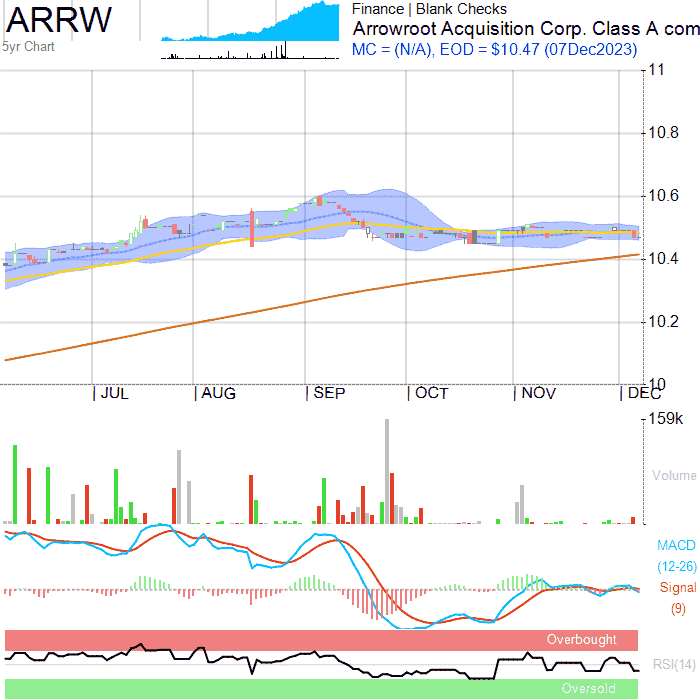 ARRW
5yr Chart
Finance | Blank Checks
Arrowroot Acquisition Corp. Class A com
MC = (N/A), EOD = $10.47 (07Dec2023)
11
10.8
10.6
10.4
10.2
10
JUL AUG SEP OCT NOV DEC
159k
Volume
MACD
(12-26)
Signal
(9)
Overbought
RSI(14)
Oversold